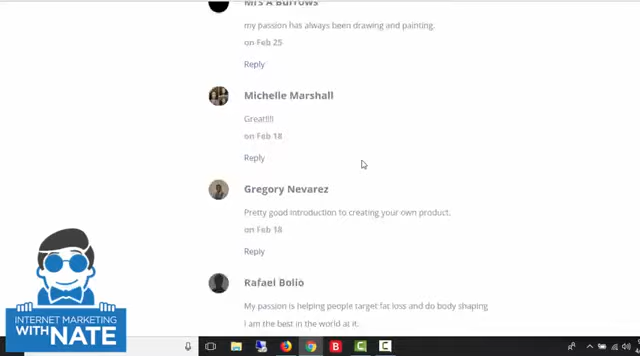 Mrs A Burrows
my passion has always been drawing and painting.
on Feb 25
Reply
Michelle Marshall
Great!!!!
on Feb 18
Reply
Gregory Nevarez
Pretty good introduction to creating your own product.
on Feb 18
Reply
Rafael Bolio
My passion is helping people target fat loss and do body shaping
I am the best in the world at it.
INTERNET MARKETING
WITH NATE